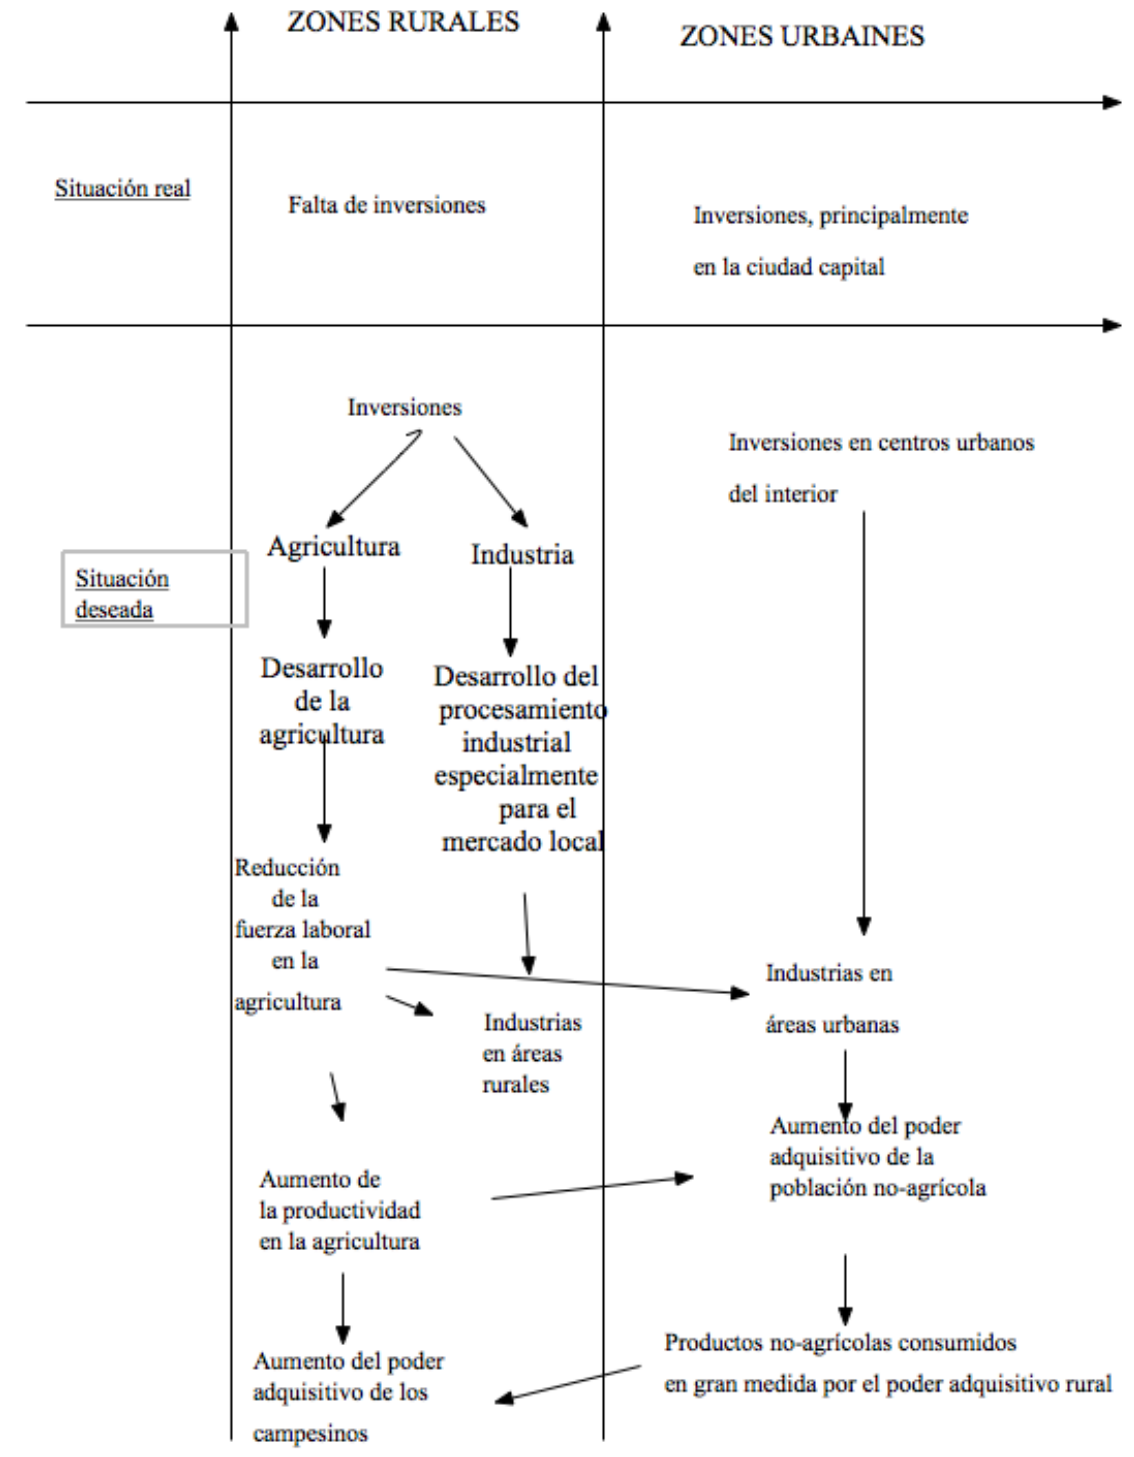 ZONES RURALES
ZONES URBAINES
Situación real
Falta de inversiones
Inversiones, principalmente
en la ciudad capital
Inversiones
Inversiones en centros urbanos
del interior
Agricultura
Industria
Situación
deseada
Desarrollo
de la
agricultura
Desarrollo del
procesamiento
industrial
especialmente
para el
mercado local
Reducción
de la
fuerza laboral
en la
agricultura
Industrias
en áreas
rurales
Industrias en
áreas urbanas
Aumento de
la productividad
en la agricultura
Aumento del poder
adquisitivo de la
población no-agrícola
Aumento del poder
adquisitivo de los
campesinos
Productos no-agrícolas consumidos
en gran medida por el poder adquisitivo rural